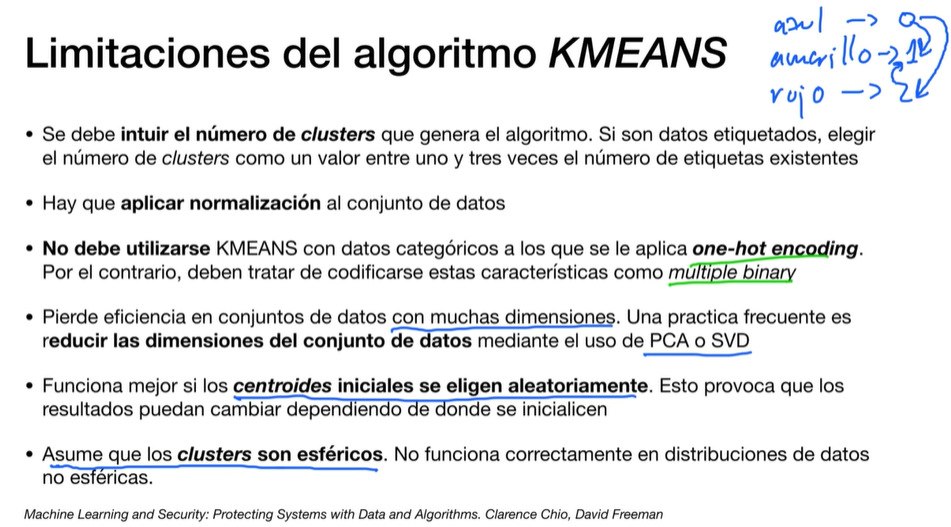 Limitaciones del algoritmo KMEANS
azul -> 0
amarillo -> 1
rojo -> 2
• Se debe intuir el número de clusters que genera el algoritmo. Si son datos etiquetados, elegir
el número de clusters como un valor entre uno y tres veces el número de etiquetas existentes
• Hay que aplicar normalización al conjunto de datos
• No debe utilizarse KMEANS con datos categóricos a los que se le aplica one-hot encoding.
Por el contrario, deben tratar de codificarse estas características como multiple binary
• Pierde eficiencia en conjuntos de datos con muchas dimensiones. Una practica frecuente es
reducir las dimensiones del conjunto de datos mediante el uso de PCA o SVD
• Funciona mejor si los centroides iniciales se eligen aleatoriamente. Esto provoca que los
resultados puedan cambiar dependiendo de donde se inicialicen
• Asume que los clusters son esféricos. No funciona correctamente en distribuciones de datos
no esféricas.
Machine Learning and Security: Protecting Systems with Data and Algorithms. Clarence Chio, David Freeman